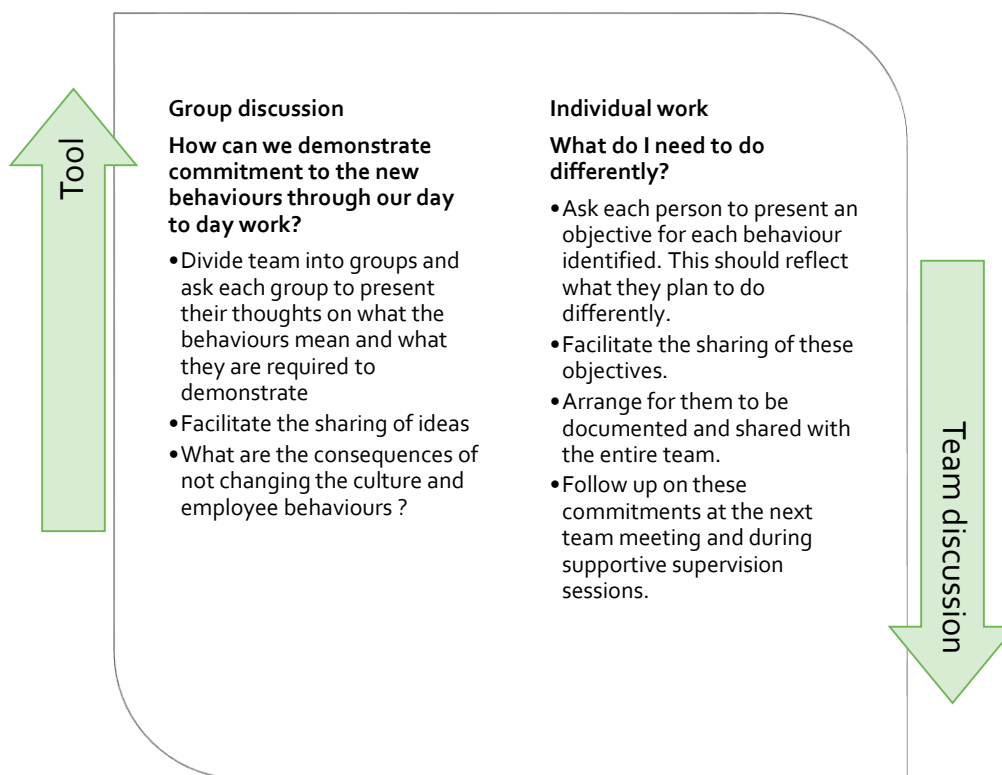 Tool
Group discussion
How can we demonstrate
commitment to the new
behaviours through our day
to day work?
•Divide team into groups and
ask each group to present
their thoughts on what the
behaviours mean and what
they are required to
demonstrate
•Facilitate the sharing of ideas
•What are the consequences of
not changing the culture and
employee behaviours ?
Individual work
What do I need to do
differently?
•Ask each person to present an
objective for each behaviour
identified. This should reflect
what they plan to do
differently.
•Facilitate the sharing of these
objectives.
•Arrange for them to be
documented and shared with
the entire team.
•Follow up on these
commitments at the next
team meeting and during
supportive supervision
sessions.
Team discussion